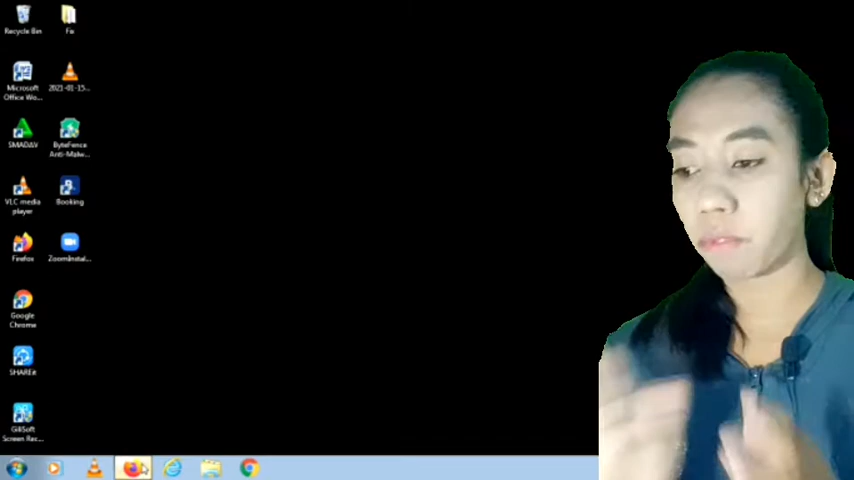 Recycle Bin
Fix
Microsoft
Office Wo...
2021-01-15...
SMADAV
ByteFence
Anti-Malw...
VLC media
player
Booking
Firefox
ZoomInstal...
Google
Chrome
SHAREit
GiliSoft
Screen Rec...